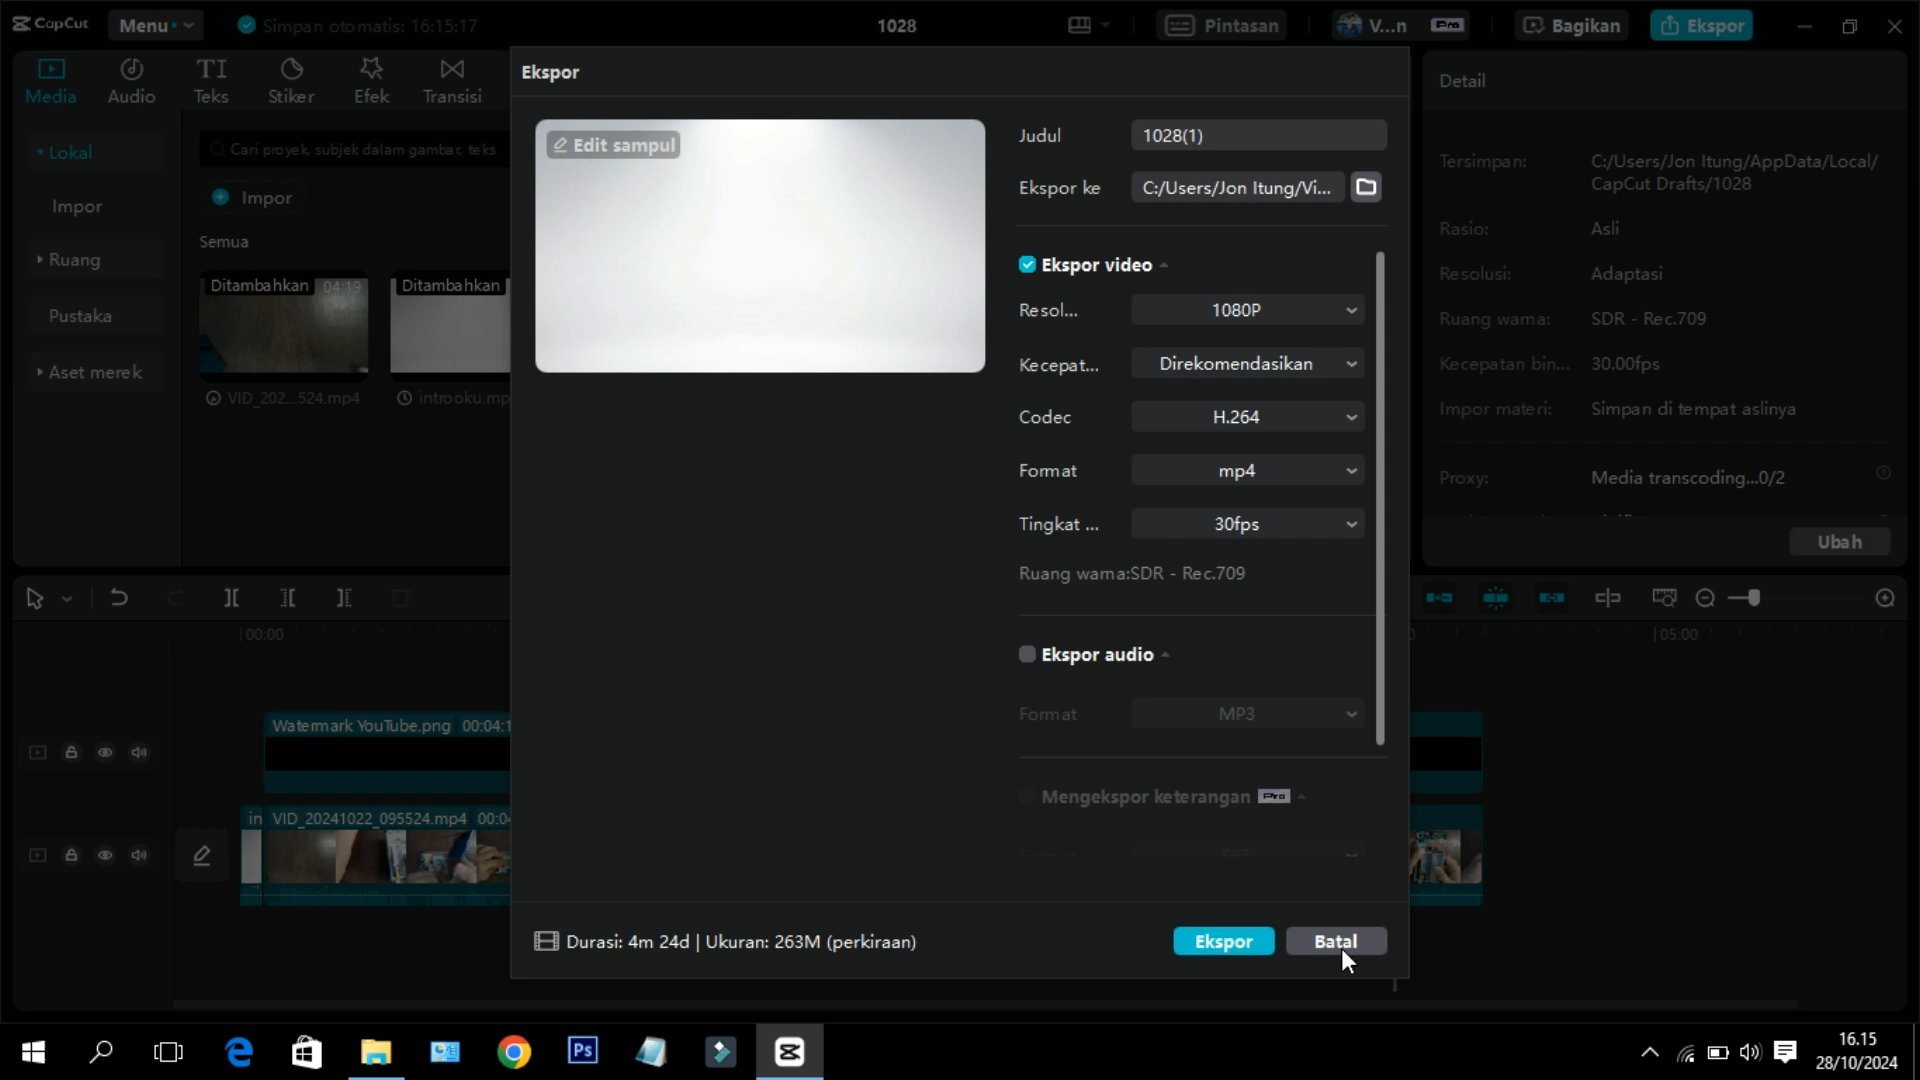 CapCut
Menu
Simpan otomatis: 16:15:17
1028
Pintasan
V...n
Pro
Bagikan
Ekspor
Media
Audio
Teks
Stiker
Efek
Transisi
Lokal
Impor
Ruang
Pustaka
Aset merek
Cari proyek, subjek dalam gambar, teks
Impor
Semua
Ditambahkan 04:19
VID_202...524.mp4
Ditambahkan
introoku.mp
Ekspor
Edit sampul
Judul
1028(1)
Ekspor ke
C:/Users/Jon Itung/Vi...
Ekspor video
Resol...
1080P
Kecepat...
Direkomendasikan
Codec
H.264
Format
mp4
Tingkat ...
30fps
Ruang warna:SDR - Rec.709
Ekspor audio
Format
MP3
Mengekspor keterangan Pro
Format
SRT
Durasi: 4m 24d | Ukuran: 263M (perkiraan)
Ekspor
Batal
Detail
Tersimpan:
C:/Users/Jon Itung/AppData/Local/
CapCut Drafts/1028
Rasio:
Asli
Resolusi:
Adaptasi
Ruang warna:
SDR - Rec.709
Kecepatan bin...
30.00fps
Impor materi:
Simpan di tempat aslinya
Proxy:
Media transcoding...0/2
Ubah
00:00
05:00
Watermark YouTube.png 00:04:1
in
VID_20241022_095524.mp4 00:04
Ps
16.15
28/10/2024